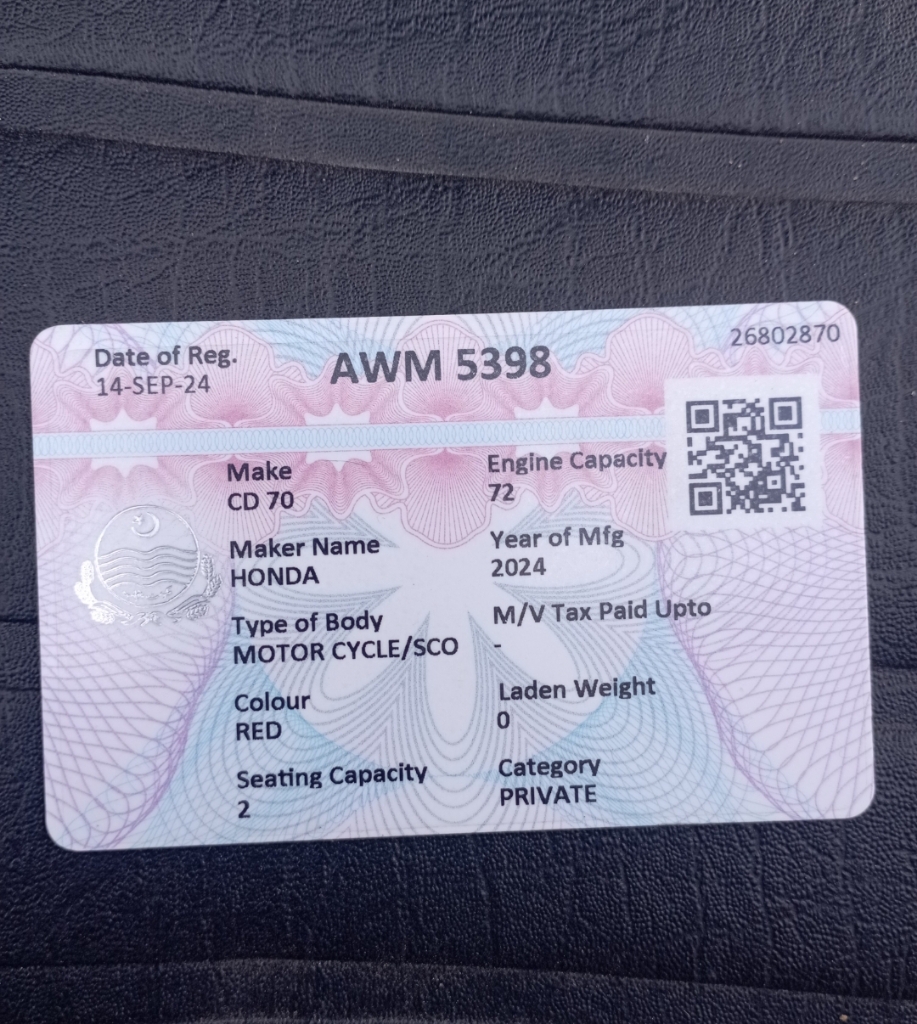 Date of Reg.
14-SEP-24
AWM 5398
26802870
Make
CD 70
Engine Capacity
72
Maker Name
HONDA
Year of Mfg
2024
Type of Body
MOTOR CYCLE/SCO
M/V Tax Paid Upto
-
Colour
RED
Laden Weight
0
Seating Capacity
2
Category
PRIVATE